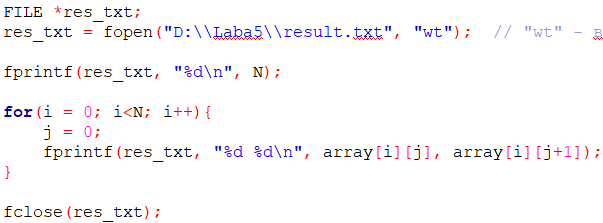 FILE *res_txt;
res_txt = fopen("D:\\Laba5\\result.txt", "wt");  // "wt" - в
fprintf(res_txt, "%d\n", N);
for(i = 0; i<N; i++){
    j = 0;
    fprintf(res_txt, "%d %d\n", array[i][j], array[i][j+1]);
}
fclose(res_txt);